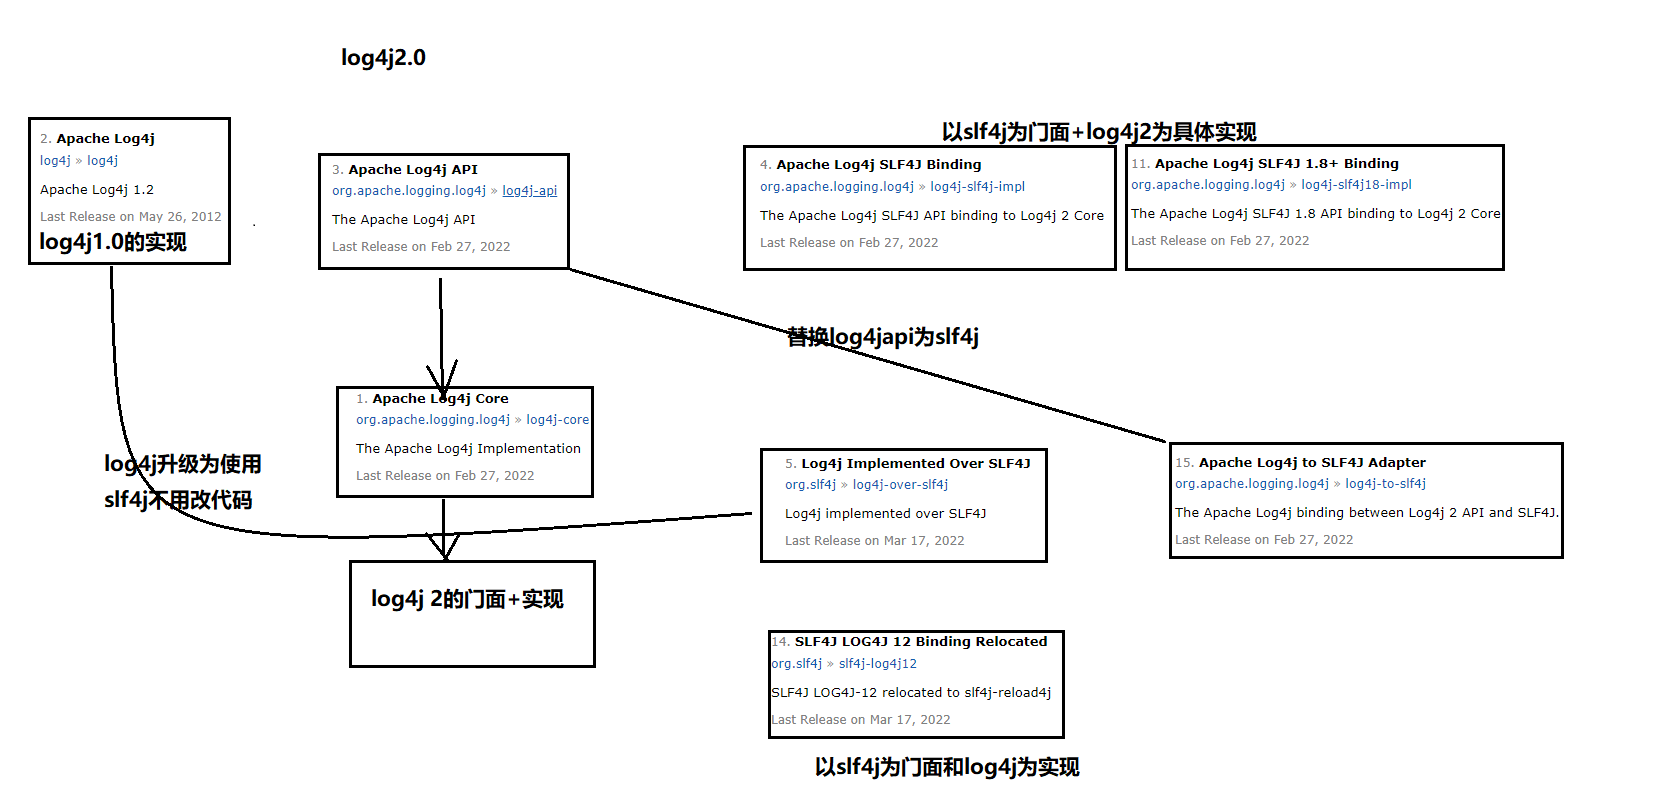 log4j2.0
2. Apache Log4j
log4j » log4j
Apache Log4j 1.2
Last Release on May 26, 2012
log4j1.0的实现
3. Apache Log4j API
org.apache.logging.log4j » log4j-api
The Apache Log4j API
Last Release on Feb 27, 2022
以slf4j为门面+log4j2为具体实现
4. Apache Log4j SLF4J Binding
org.apache.logging.log4j » log4j-slf4j-impl
The Apache Log4j SLF4J API binding to Log4j 2 Core
Last Release on Feb 27, 2022
11. Apache Log4j SLF4J 1.8+ Binding
org.apache.logging.log4j » log4j-slf4j18-impl
The Apache Log4j SLF4J 1.8 API binding to Log4j 2 Core
Last Release on Feb 27, 2022
替换log4japi为slf4j
1. Apache Log4j Core
org.apache.logging.log4j » log4j-core
The Apache Log4j Implementation
Last Release on Feb 27, 2022
log4j升级为使用
slf4j不用改代码
5. Log4j Implemented Over SLF4J
org.slf4j » log4j-over-slf4j
Log4j implemented over SLF4J
Last Release on Mar 17, 2022
15. Apache Log4j to SLF4J Adapter
org.apache.logging.log4j » log4j-to-slf4j
The Apache Log4j binding between Log4j 2 API and SLF4J.
Last Release on Feb 27, 2022
log4j 2的门面+实现
14. SLF4J LOG4J 12 Binding Relocated
org.slf4j » slf4j-log4j12
SLF4J LOG4J-12 relocated to slf4j-reload4j
Last Release on Mar 17, 2022
以slf4j为门面和log4j为实现